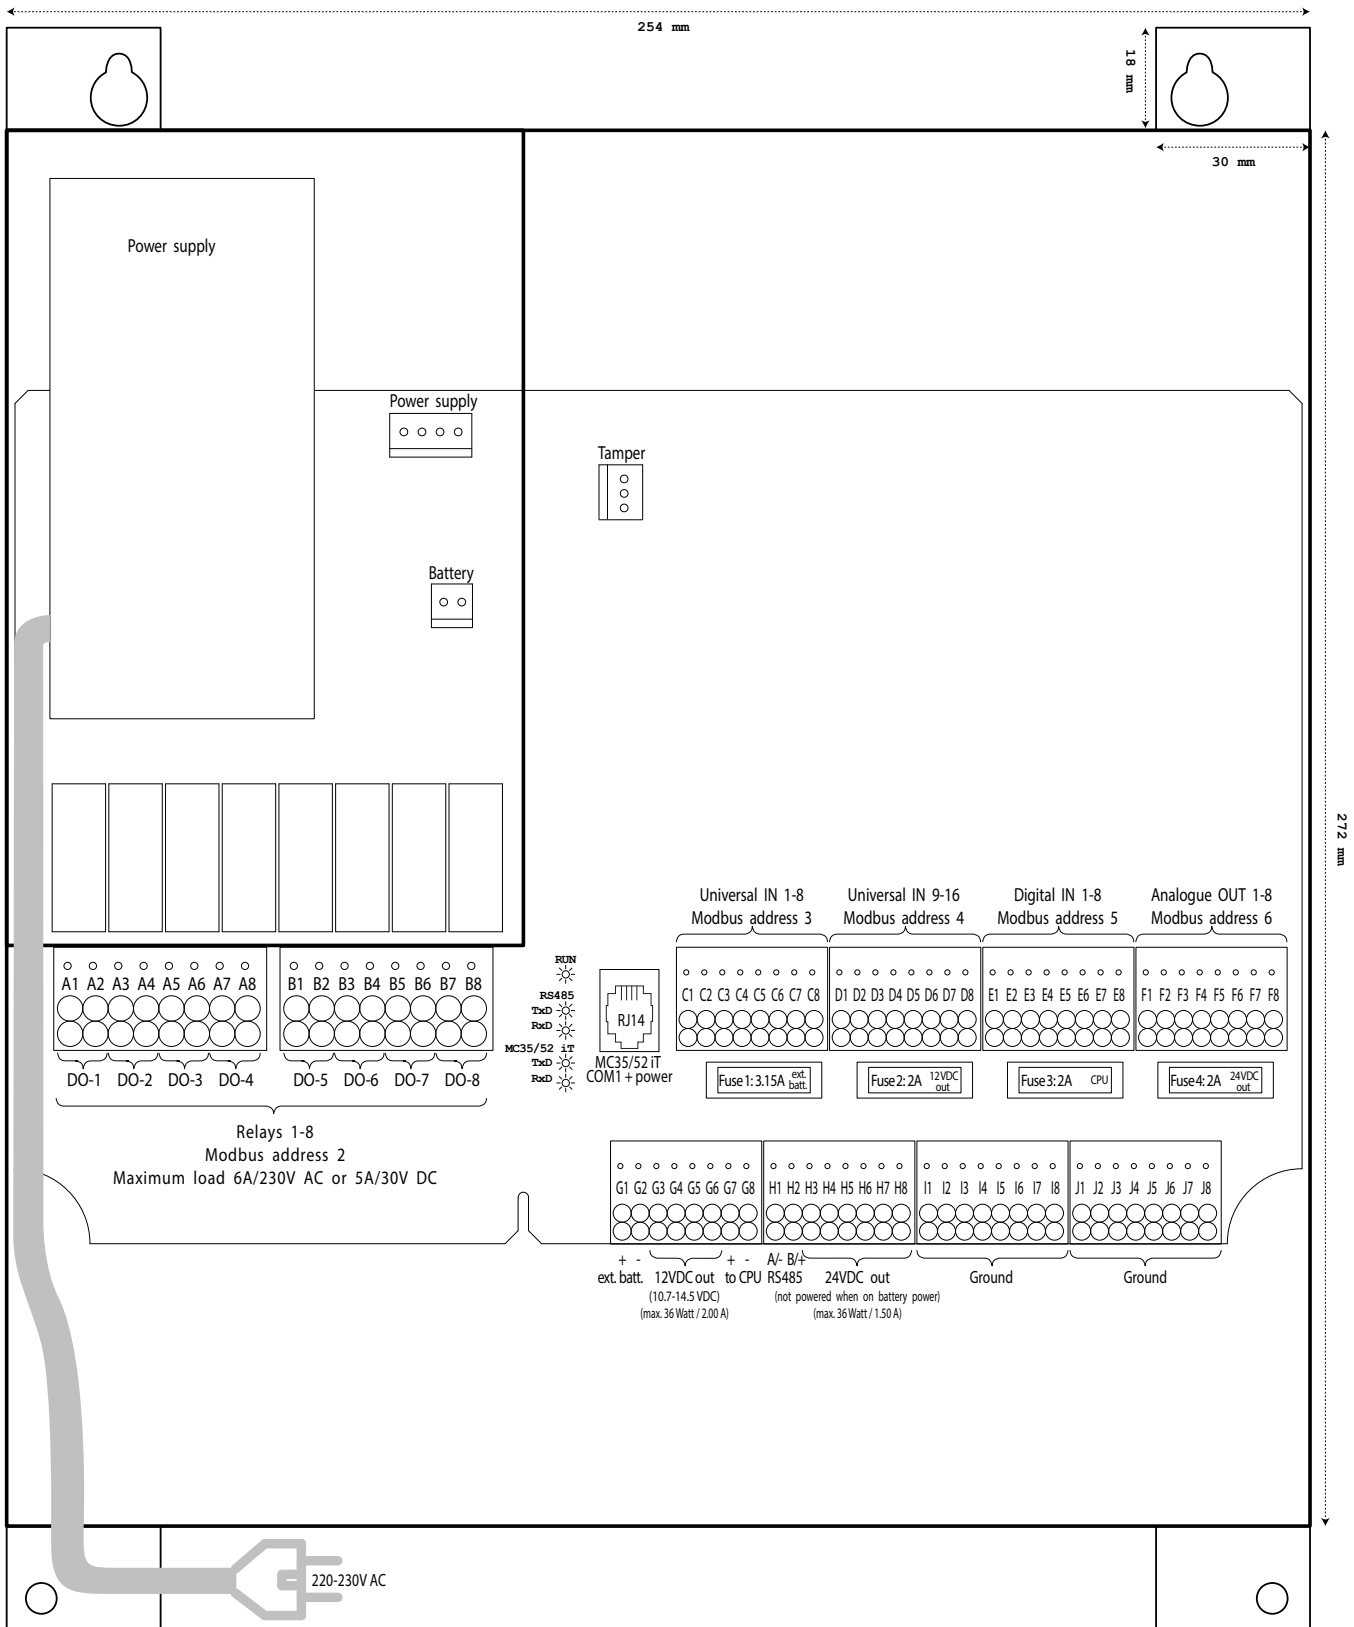 254 mm
18 mm
30 mm
Power supply
Power supply
Tamper
Battery
272 mm
Universal IN 1-8
Modbus address 3
Universal IN 9-16
Modbus address 4
Digital IN 1-8
Modbus address 5
Analogue OUT 1-8
Modbus address 6
A1 A2 A3 A4 A5 A6 A7 A8
B1 B2 B3 B4 B5 B6 B7 B8
RUN
RS485
TxD
RxD
MC35/52 iT
TxD
RxD
RJ14
MC35/52 iT
COM1 + power
C1 C2 C3 C4 C5 C6 C7 C8
D1 D2 D3 D4 D5 D6 D7 D8
E1 E2 E3 E4 E5 E6 E7 E8
F1 F2 F3 F4 F5 F6 F7 F8
DO-1 DO-2 DO-3 DO-4
DO-5 DO-6 DO-7 DO-8
Fuse 1: 3.15A ext. batt.
Fuse 2: 2A 12VDC out
Fuse 3: 2A CPU
Fuse 4: 2A 24VDC out
Relays 1-8
Modbus address 2
Maximum load 6A/230V AC or 5A/30V DC
G1 G2 G3 G4 G5 G6 G7 G8
H1 H2 H3 H4 H5 H6 H7 H8
I1 I2 I3 I4 I5 I6 I7 I8
J1 J2 J3 J4 J5 J6 J7 J8
+ -
ext. batt.
12VDC out
(10.7-14.5 VDC)
(max. 36 Watt / 2.00 A)
+ -
to CPU
A/- B/+
RS485
24VDC out
(not powered when on battery power)
(max. 36 Watt / 1.50 A)
Ground
Ground
220-230V AC